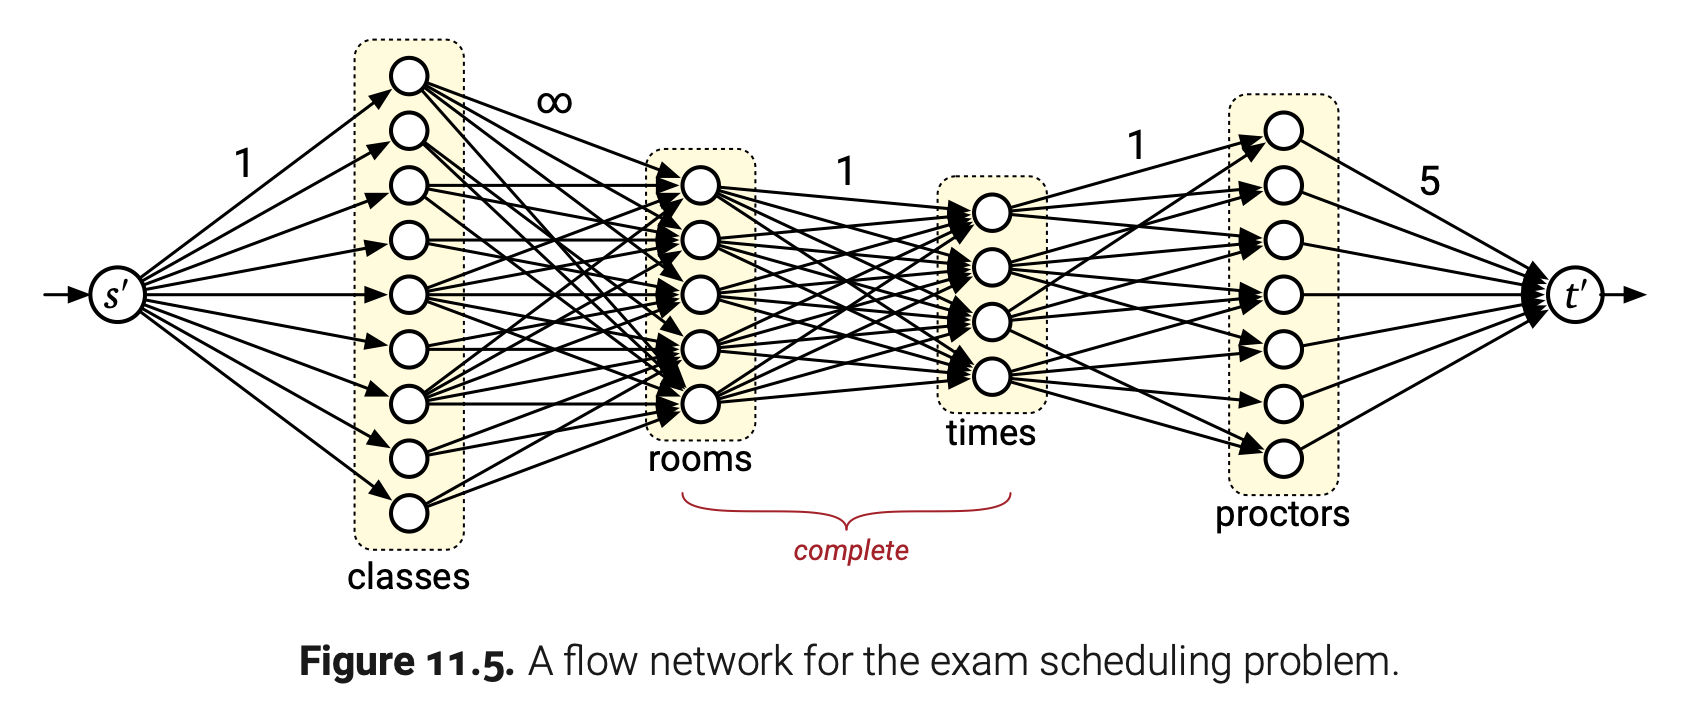 1
∞
1
1
5
s′
t′
times
rooms
proctors
complete
classes
Figure 11.5. A flow network for the exam scheduling problem.